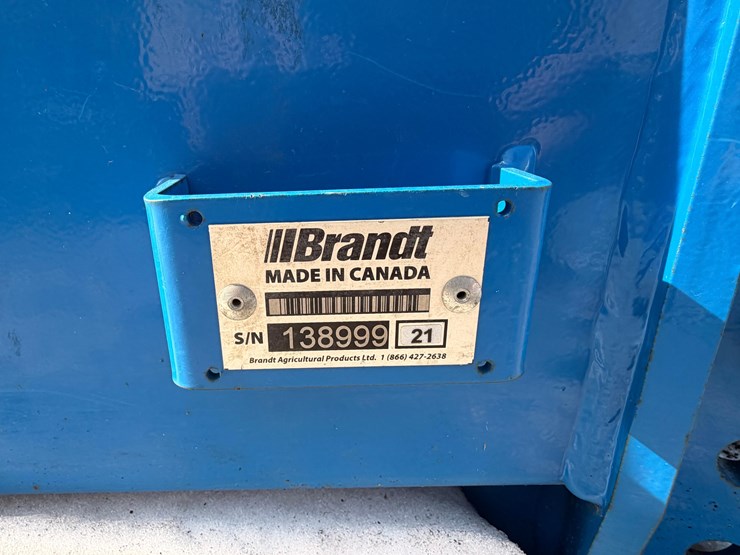 Brandt
MADE IN CANADA
S/N 138999 21
Brandt Agricultural Products Ltd. 1 (866) 427-2638